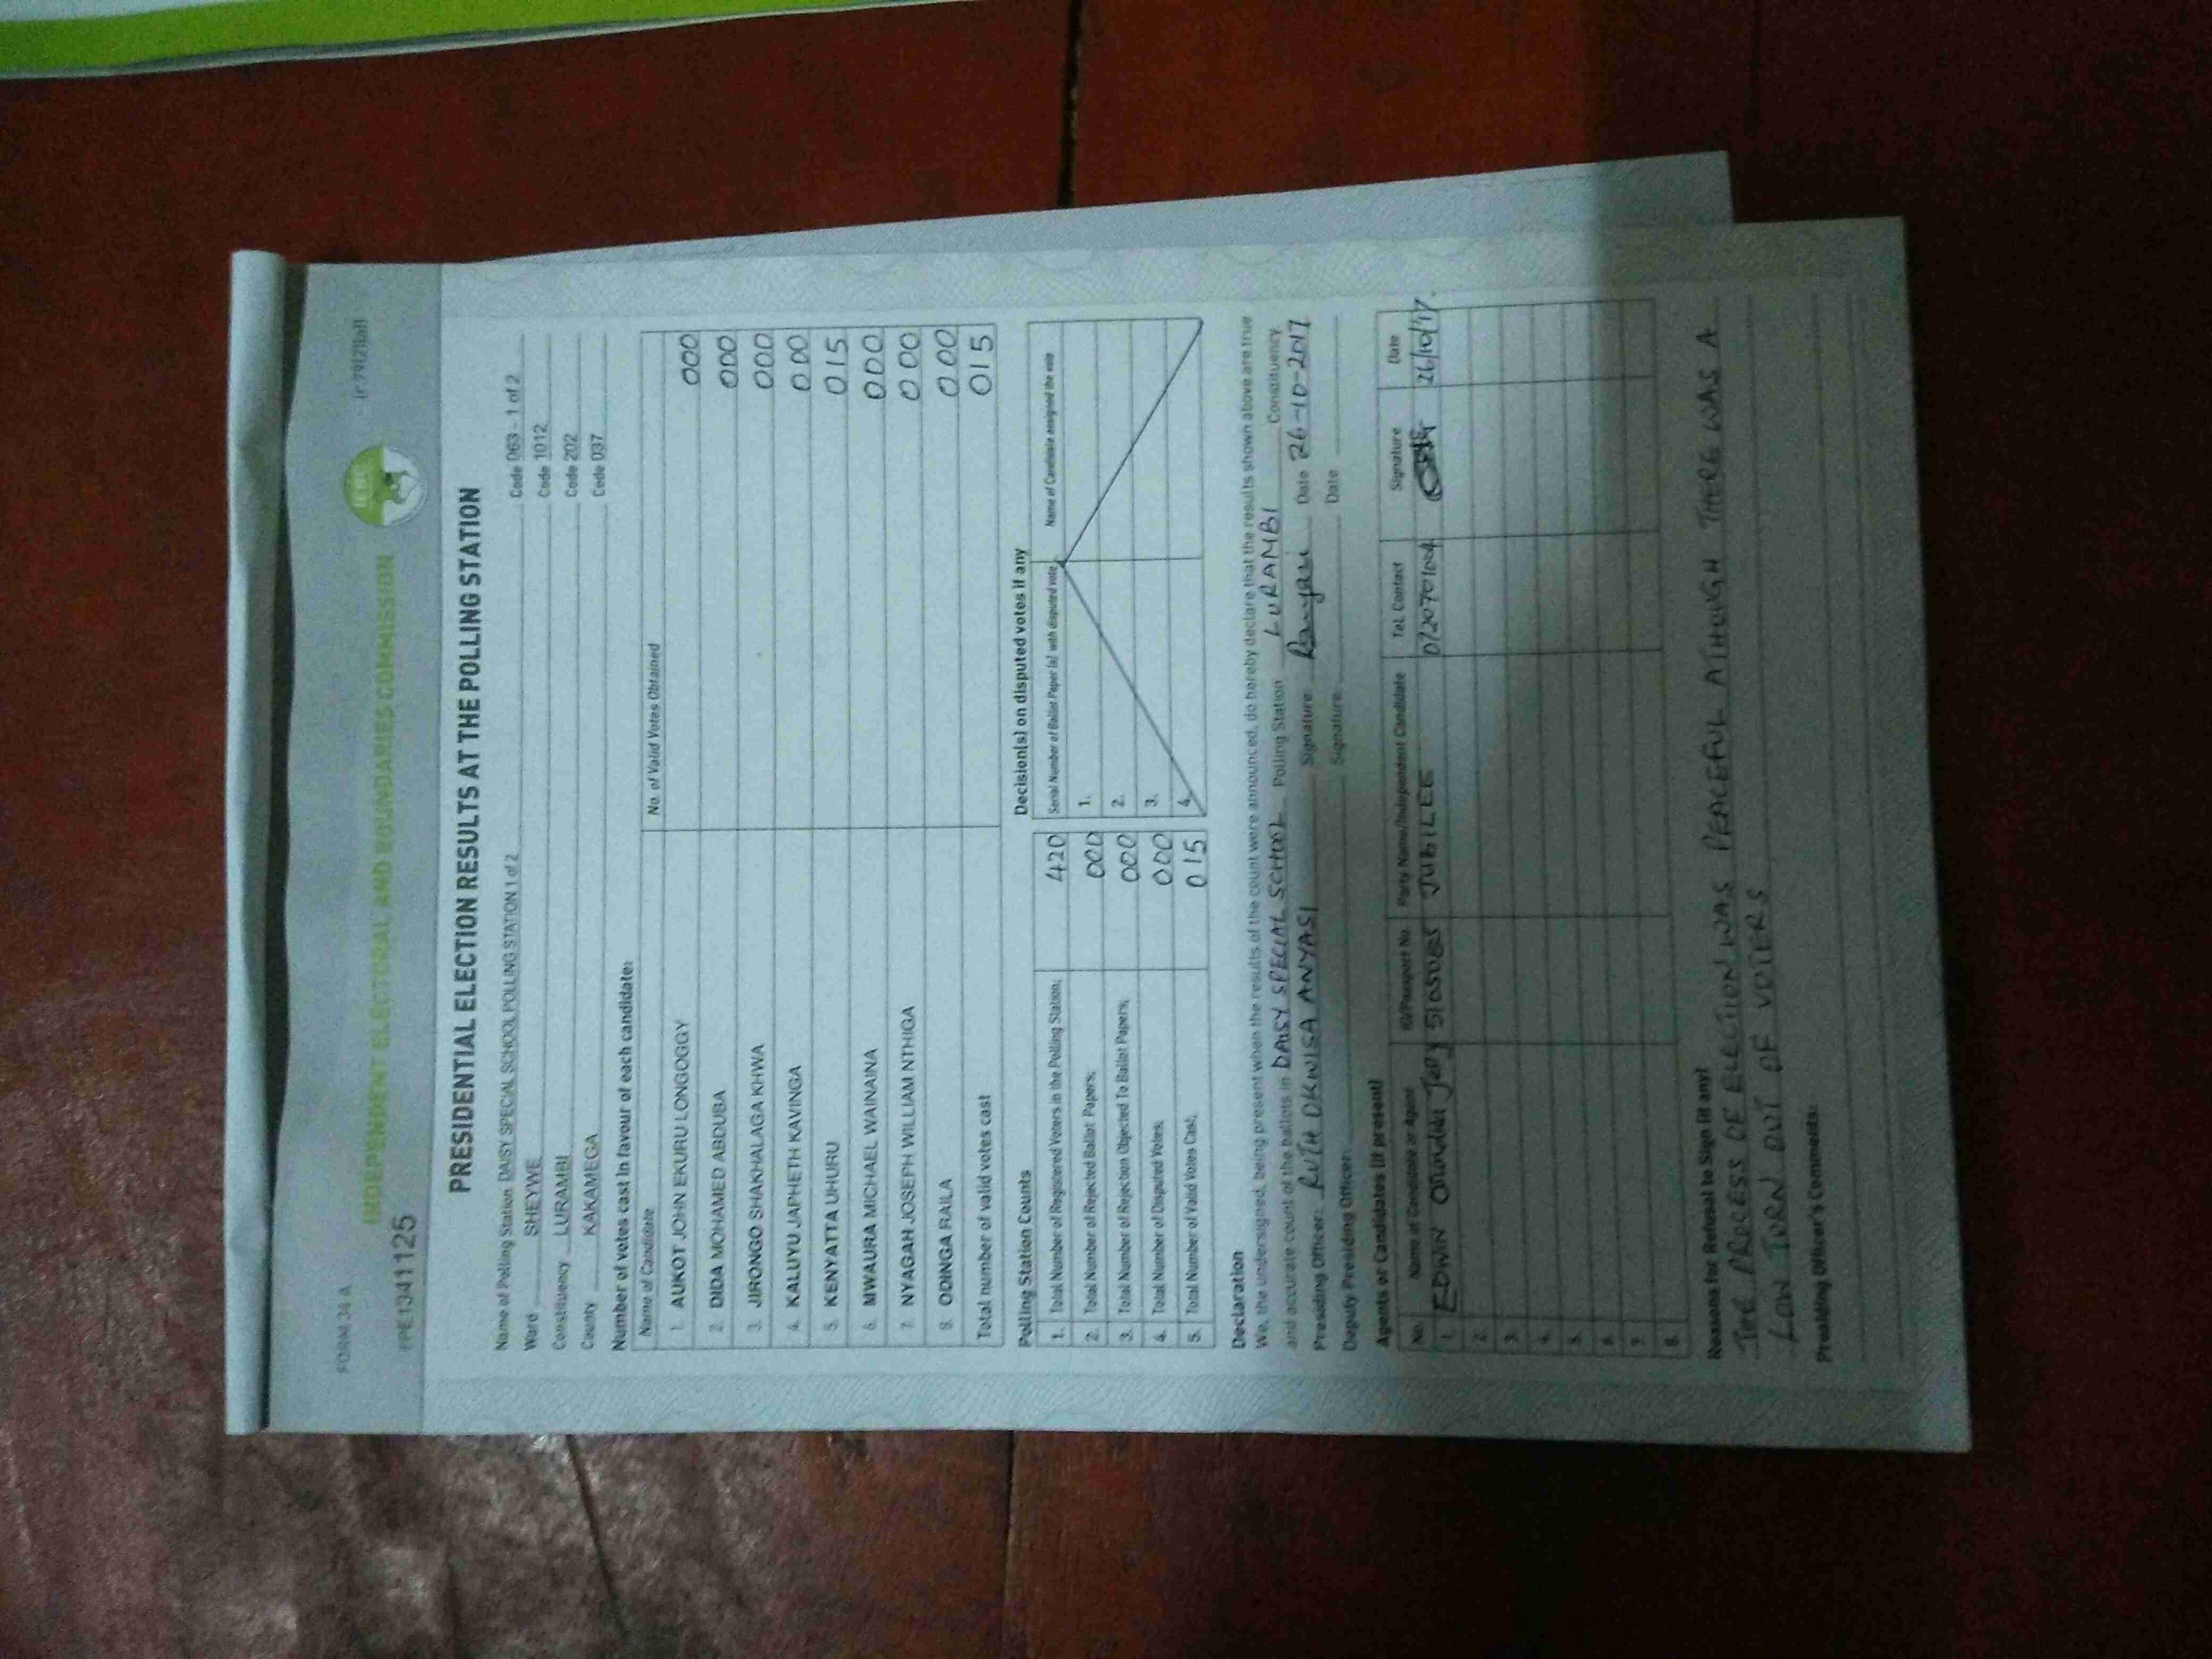 FORM 34 A
(r 79(2)(a))
INDEPENDENT ELECTORAL AND BOUNDARIES COMMISSION
IEBC
PRESIDENTIAL ELECTION RESULTS AT THE POLLING STATION
Name of Polling Station DAISY SPECIAL SCHOOL POLLING STATION 1 of 2 Code 063 - 1 of 2
Ward SHEYWE Code 1012
Constituency LURAMBI Code 202
County KAKAMEGA Code 037
Number of votes cast in favour of each candidate:
Name of Candidate No. of Valid Votes Obtained
1. AUKOT JOHN EKURU LONGOGGY 000
2. DIDA MOHAMED ABDUBA 000
3. JIRONGO SHAKHALAGA KHWA 000
4. KALUYU JAPHETH KAVINGA 000
5. KENYATTA UHURU 015
6. MWAURA MICHAEL WAINAINA 000
7. NYAGAH JOSEPH WILLIAM NTHIGA 000
8. ODINGA RAILA 000
Total number of valid votes cast 015
Polling Station Counts
1. Total Number of Registered Voters in the Polling Station; 420
2. Total Number of Rejected Ballot Papers; 000
3. Total Number of Rejection Objected To Ballot Papers; 000
4. Total Number of Disputed Votes; 000
5. Total Number of Valid Votes Cast; 015
Decision(s) on disputed votes if any
Serial Number of Ballot Paper (s) with disputed vote Name of Candidate assigned the vote
1.
2.
3.
4.
Declaration
We, the undersigned, being present when the results of the count were announced, do hereby declare that the results shown above are true
and accurate count of the ballots in DAISY SPECIAL SCHOOL Polling Station LURAMBI Constituency
Presiding Officer: RUTH OKWISA ANYASI Signature Date 26-10-2017
Deputy Presiding Officer: Signature Date
Agents or Candidates (if present)
No. Name of Candidate or Agent ID/Passport No. Party Name/Independent Candidate Tel. Contact Signature Date
1. EDWIN JUBILEE 26/10/17.
2.
3.
4.
5.
6.
7.
8.
Reasons for Refusal to Sign (if any)
THE PROCESS OF ELECTION WAS PEACEFUL ATHOUGH THERE WAS A
LOW TORN OUT OF VOTERS
Presiding Officer's Comments: